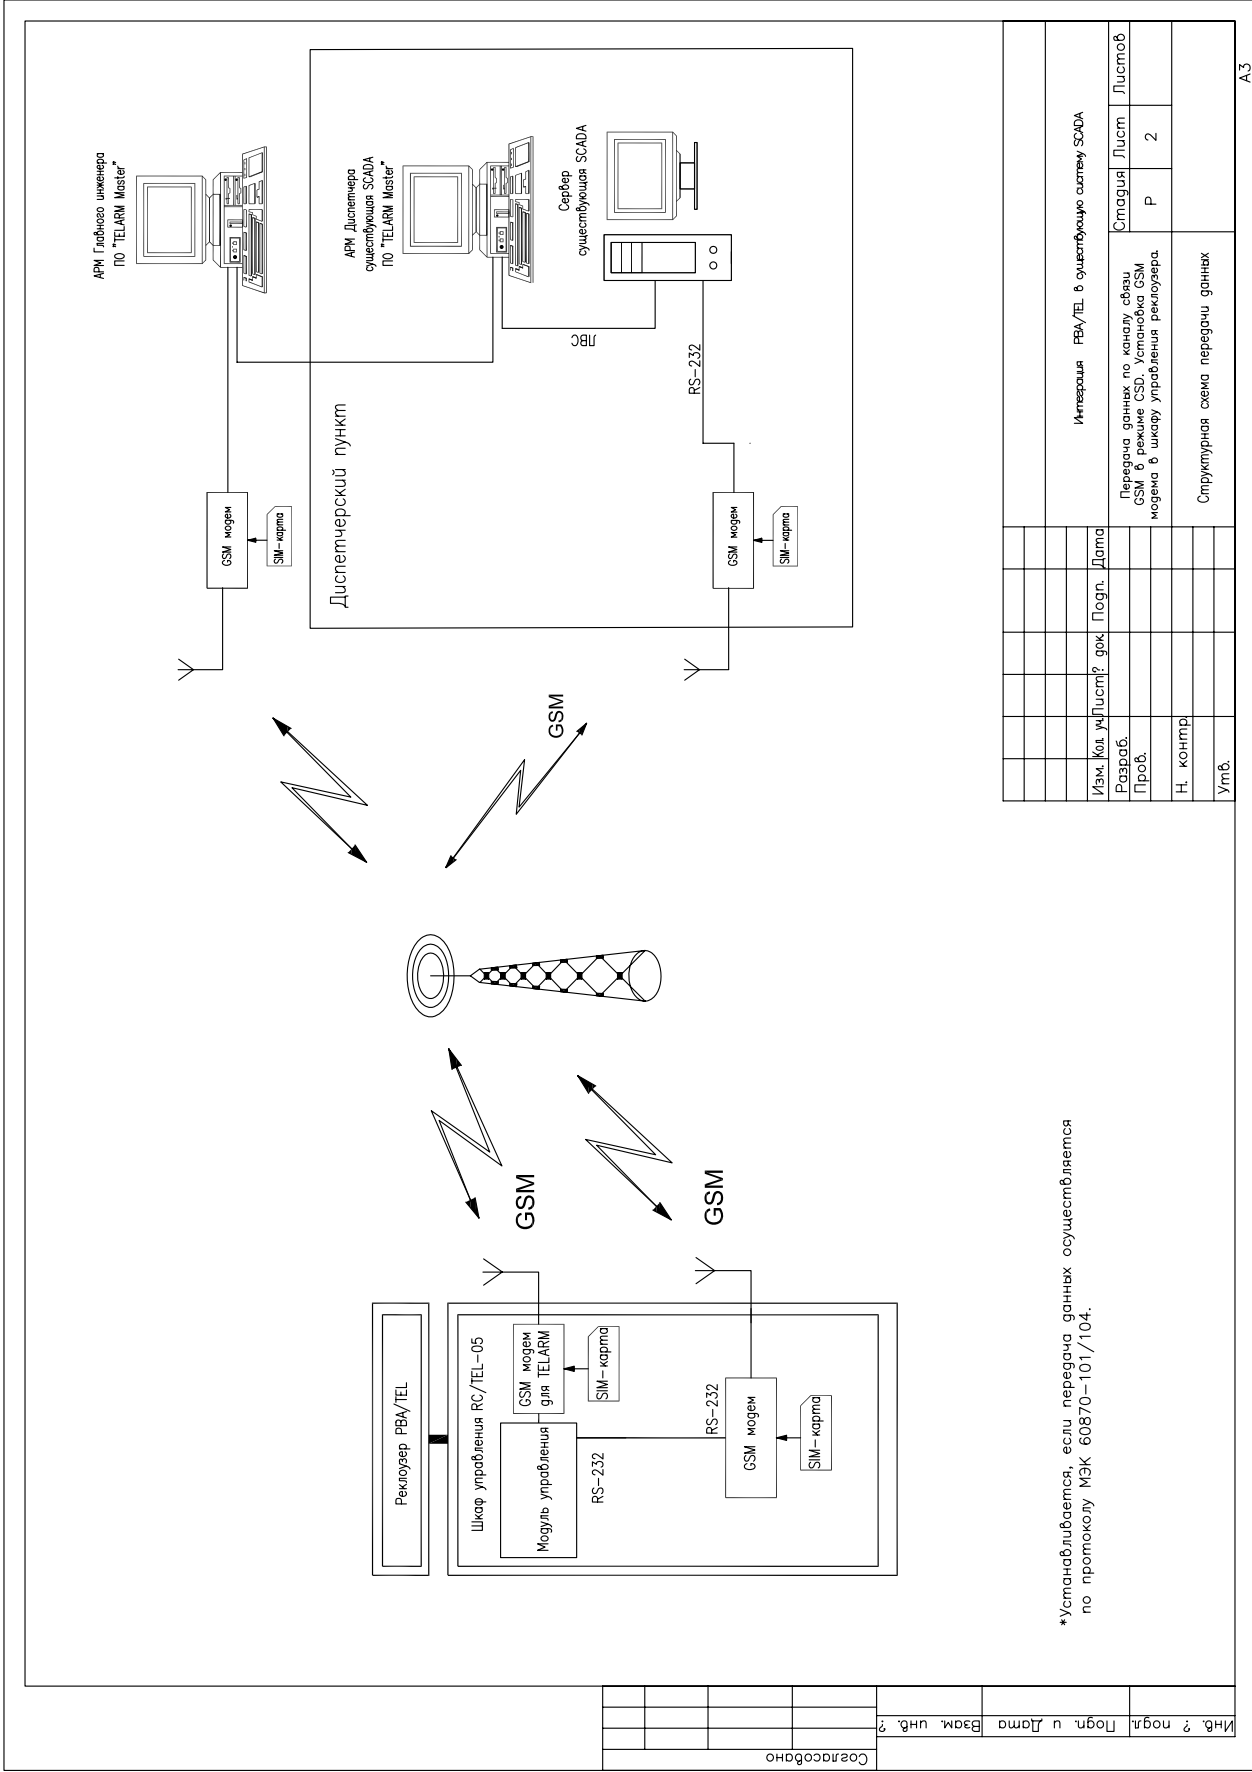 АРМ Главного инженера
ПО "TELARM Master"
АРМ Диспетчера
существующая SCADA
ПО "TELARM Master"
Сервер
существующая SCADA
ЛВС
RS-232
Диспетчерский пункт
GSM модем
SIM-карта
GSM модем
SIM-карта
GSM
GSM
GSM
Реклоузер PBA/TEL
Шкаф управления RC/TEL-05
GSM модем
для TELARM
SIM-карта
Модуль управления
RS-232
RS-232
GSM модем
SIM-карта
*Устанавливается, если передача данных осуществляется
по протоколу МЭК 60870-101/104.
Интеграция PBA/TEL в существующую систему SCADA
Изм. Кол. уч. Лист ? док. Подп. Дата
Разраб.
Пров.
Н. контр.
Утв.
Передача данных по каналу связи
GSM в режиме CSD. Установка GSM
модема в шкафу управления реклоузера.
Стадия Лист Листов
Р 2
Структурная схема передачи данных
А3
Согласовано
Взам. инв. ?
Подп. и Дата
Инв. ? подл.